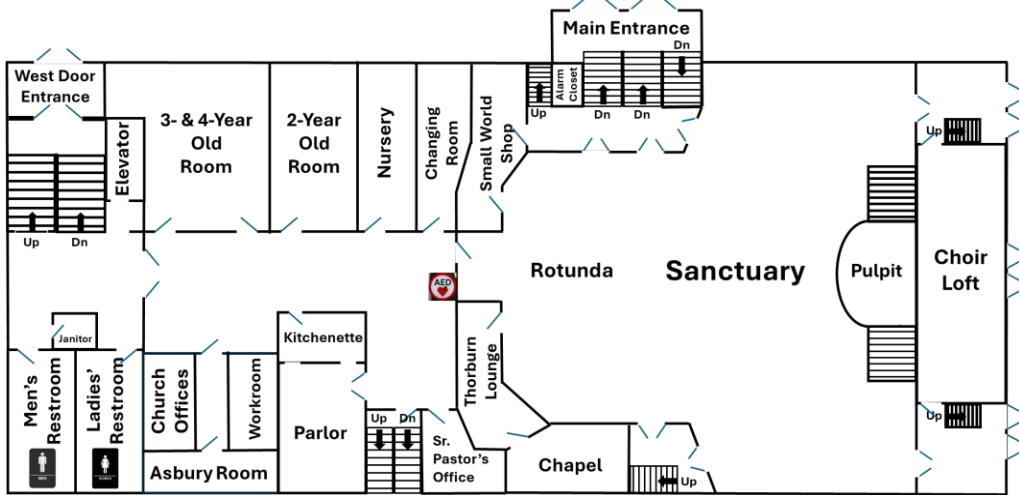 Main Entrance
Dn
West Door
Entrance
Alarm
Closet
Up
Dn
Dn
Elevator
3- & 4-Year
Old
Room
2-Year
Old
Room
Nursery
Changing
Room
Small World
Shop
Up
Up
Dn
AED
Rotunda
Sanctuary
Pulpit
Choir
Loft
Janitor
Kitchenette
Thorburn
Lounge
Men's
Restroom
Ladies'
Restroom
Church
Offices
Workroom
Parlor
Up
Dn
Up
Sr.
Pastor's
Office
Chapel
Up
Asbury Room